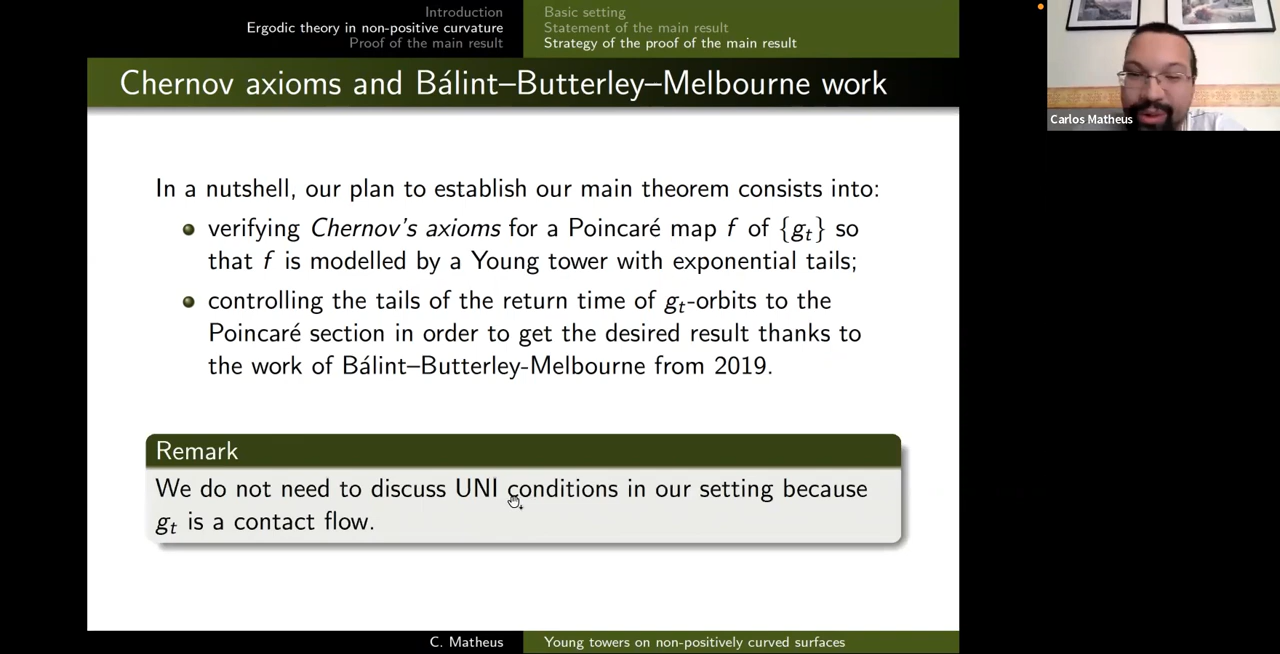 Introduction
Ergodic theory in non-positive curvature
Proof of the main result
Basic setting
Statement of the main result
Strategy of the proof of the main result
Chernov axioms and Bálint–Butterley–Melbourne work
In a nutshell, our plan to establish our main theorem consists into:
verifying Chernov's axioms for a Poincaré map f of {g_t} so
that f is modelled by a Young tower with exponential tails;
controlling the tails of the return time of g_t-orbits to the
Poincaré section in order to get the desired result thanks to
the work of Bálint–Butterley-Melbourne from 2019.
Remark
We do not need to discuss UNI conditions in our setting because
g_t is a contact flow.
C. Matheus
Young towers on non-positively curved surfaces
Carlos Matheus